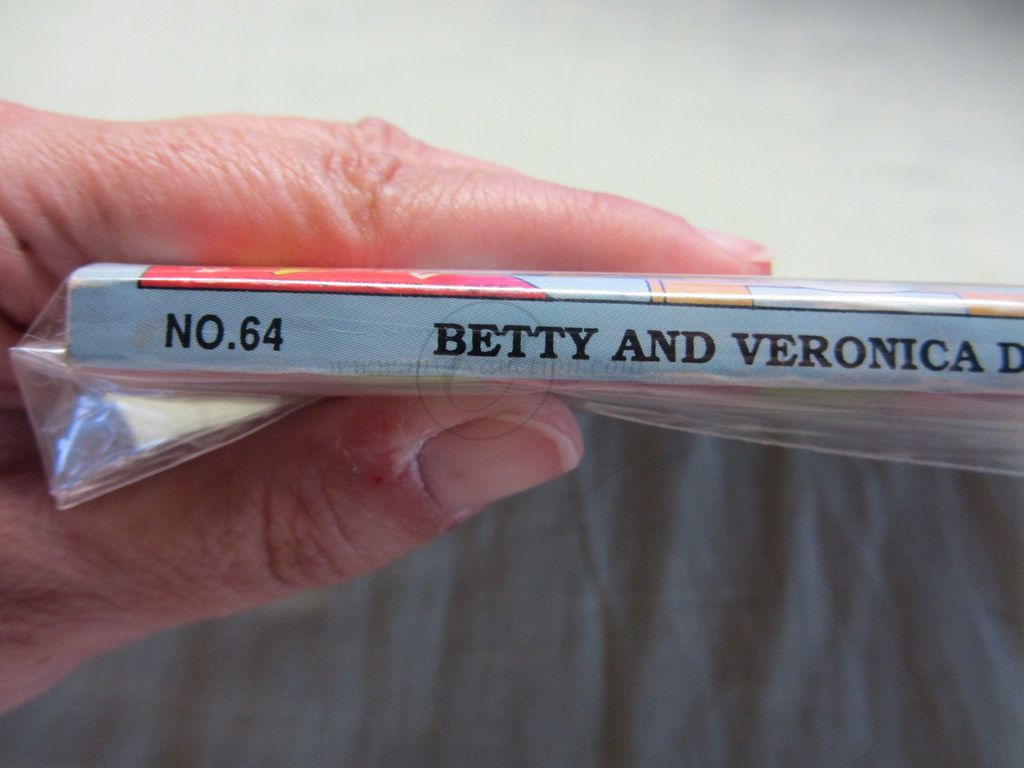 NO.64 BETTY AND VERONICA D